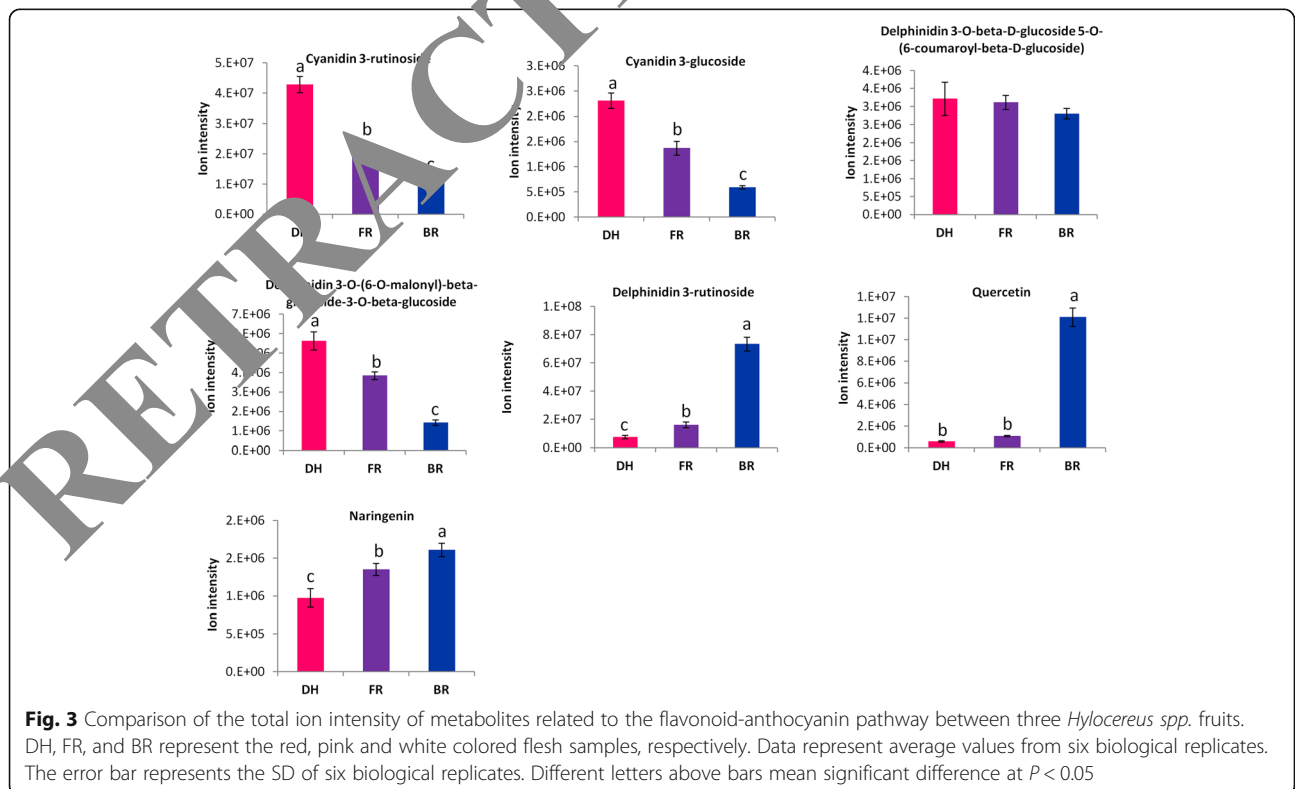 RETRACT
Cyanidin 3-rutinoside
Ion intensity
5.E+07
4.E+07
3.E+07
2.E+07
1.E+07
0.E+00
a
b
c
FR
BR
Cyanidin 3-glucoside
Ion intensity
3.E+06
2.E+06
1.E+06
5.E+05
0.E+00
a
b
c
DH
FR
BR
Delphinidin 3-O-beta-D-glucoside 5-O-
(6-coumaroyl-beta-D-glucoside)
Ion intensity
4.E+06
3.E+06
3.E+06
2.E+06
2.E+06
1.E+06
5.E+05
0.E+00
DH
FR
BR
3-O-(6-O-malonyl)-beta-
-3-O-beta-glucoside
7.E+06
4.E+06
3.E+06
2.E+06
1.E+06
0.E+00
a
b
c
DH
FR
BR
Delphinidin 3-rutinoside
Ion intensity
1.E+08
8.E+07
6.E+07
4.E+07
2.E+07
0.E+00
c
b
a
DH
FR
BR
Quercetin
Ion intensity
1.E+07
1.E+07
1.E+07
8.E+06
6.E+06
4.E+06
2.E+06
0.E+00
b
b
a
DH
FR
BR
Naringenin
Ion intensity
2.E+06
2.E+06
1.E+06
5.E+05
0.E+00
c
b
a
DH
FR
BR
Fig. 3 Comparison of the total ion intensity of metabolites related to the flavonoid-anthocyanin pathway between three Hylocereus spp. fruits.
DH, FR, and BR represent the red, pink and white colored flesh samples, respectively. Data represent average values from six biological replicates.
The error bar represents the SD of six biological replicates. Different letters above bars mean significant difference at P < 0.05